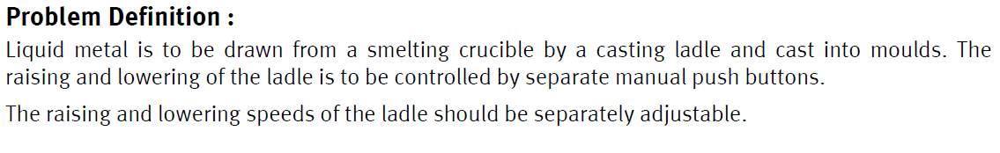 Problem Definition :
Liquid metal is to be drawn from a smelting crucible by a casting ladle and cast into moulds. The
raising and lowering of the ladle is to be controlled by separate manual push buttons.
The raising and lowering speeds of the ladle should be separately adjustable.